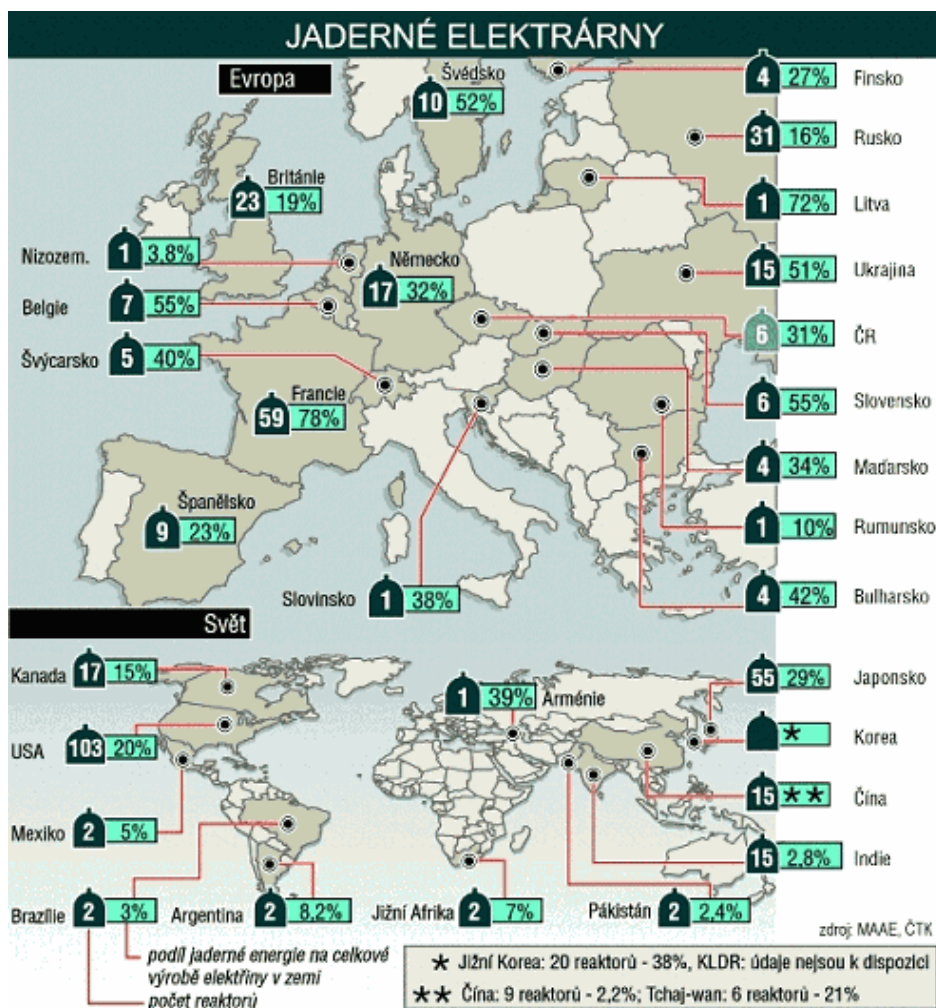 JADERNÉ ELEKTRÁRNY
Evropa
Švédsko
10 52%
4 27% Finsko
31 16% Rusko
Británie
23 19%
1 72% Litva
Nizozem. 1 3.8%
Německo
17 32%
15 51% Ukrajina
Belgie 7 55%
6 31% ČR
Švýcarsko 5 40%
Francie
59 78%
6 55% Slovensko
4 34% Maďarsko
Španělsko
9 23%
1 10% Rumunsko
Slovinsko 1 38%
4 42% Bulharsko
Svět
Kanada 17 15%
1 39% Arménie
55 29% Japonsko
★ Korea
USA 103 20%
15 ★★ Čína
Mexiko 2 5%
15 2,8% Indie
Brazílie 2 3%
Argentina 2 8,2%
Jižní Afrika 2 7%
Pákistán 2 2,4%
zdroj: MAAE, ČTK
podíl jaderné energie na celkové
výrobě elektřiny v zemi
počet reaktorů
★ Jižní Korea: 20 reaktorů - 38%, KLDR: údaje nejsou k dispozici
★★ Čína: 9 reaktorů - 2,2%; Tchaj-wan: 6 reaktorů - 21%